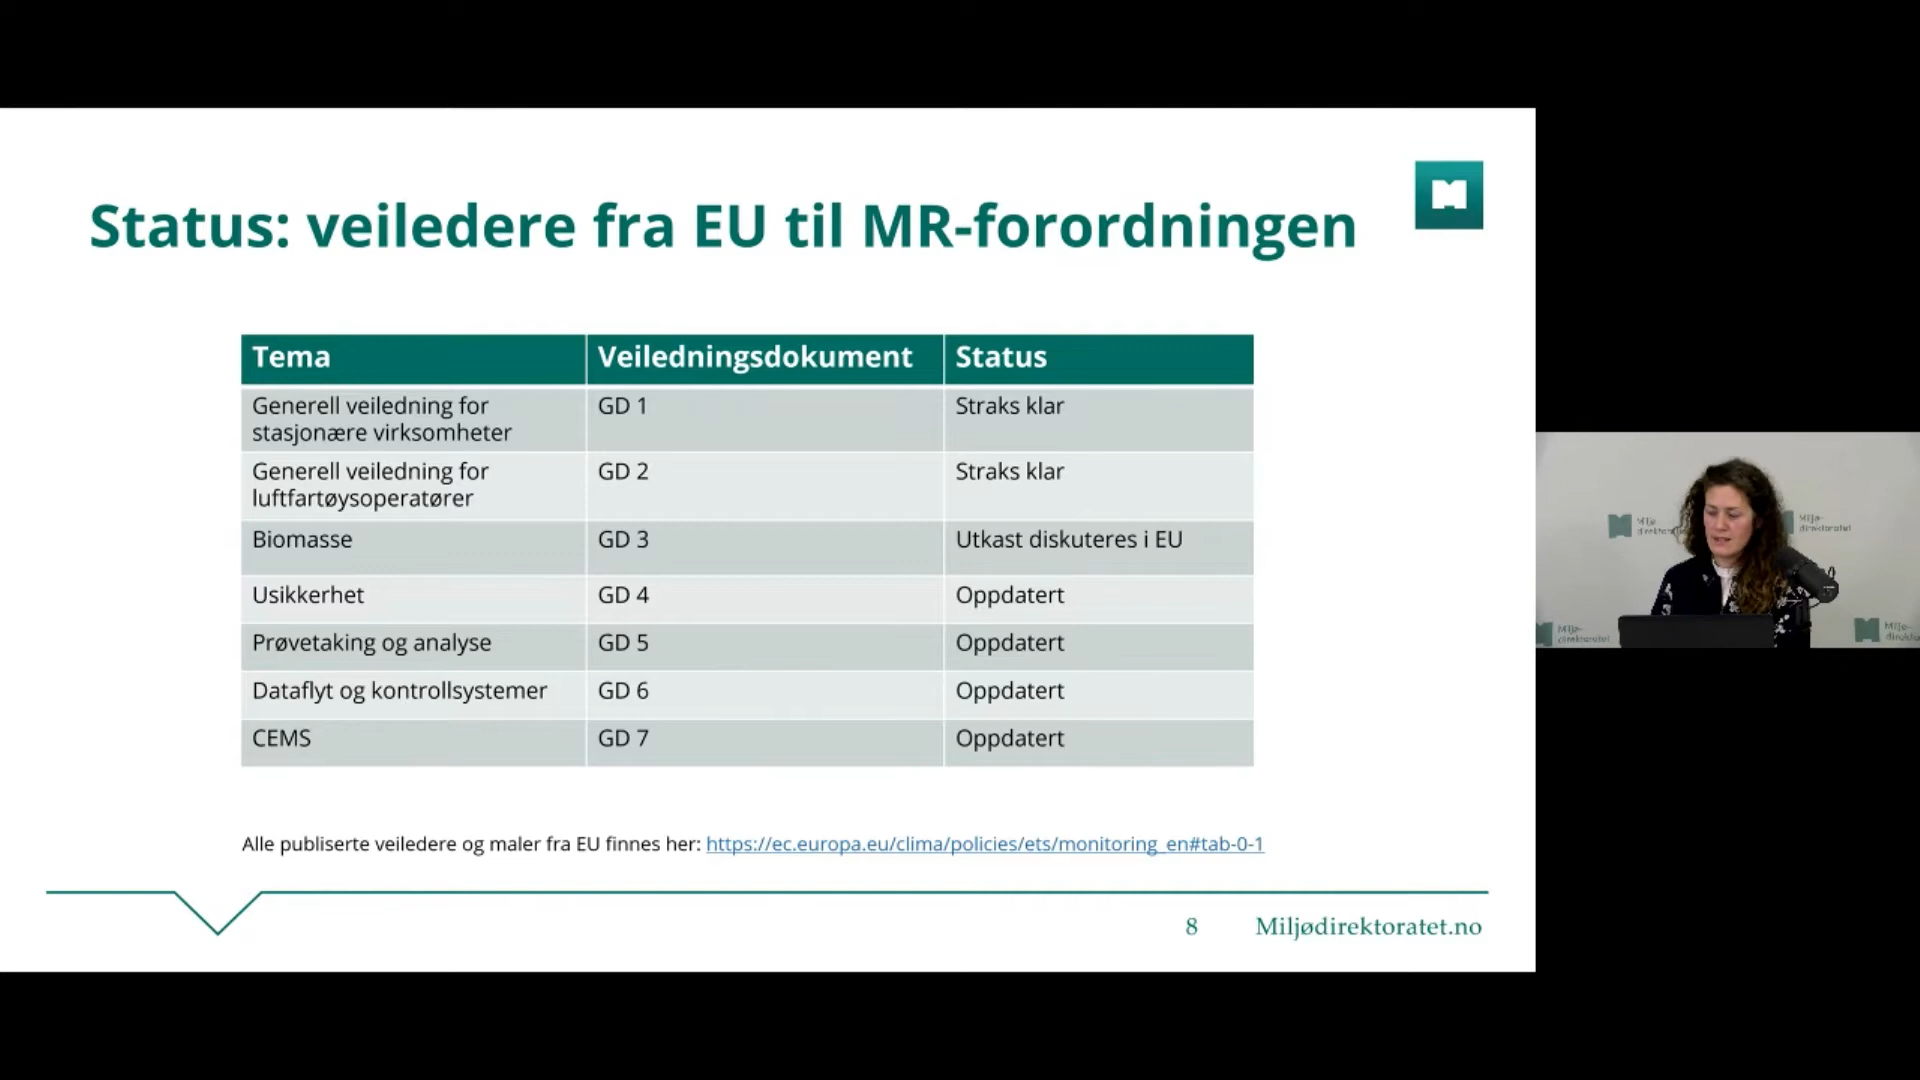 Status: veiledere fra EU til MR-forordningen
Tema Veiledningsdokument Status
Generell veiledning for GD 1 Straks klar
stasjonære virksomheter
Generell veiledning for GD 2 Straks klar
luftfartøysoperatører
Biomasse GD 3 Utkast diskuteres i EU
Usikkerhet GD 4 Oppdatert
Prøvetaking og analyse GD 5 Oppdatert
Dataflyt og kontrollsystemer GD 6 Oppdatert
CEMS GD 7 Oppdatert
Alle publiserte veiledere og maler fra EU finnes her: https://ec.europa.eu/clima/policies/ets/monitoring_en#tab-0-1
8 Miljødirektoratet.no
Miljø-
direktoratet
Miljø-
direktoratet